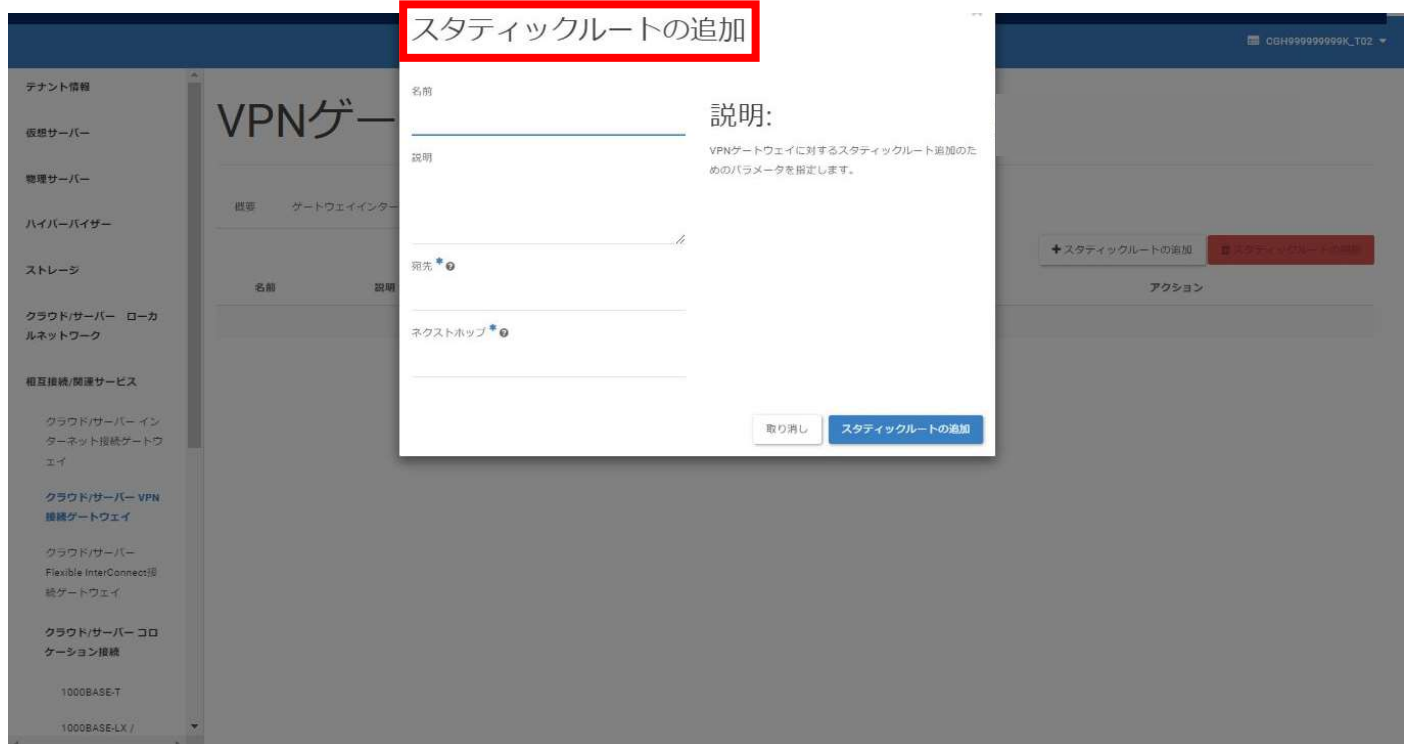 スタティックルートの追加
CGH999999999K_T02
テナント情報
仮想サーバー
物理サーバー
ハイパーバイザー
ストレージ
クラウド/サーバー ローカ
ルネットワーク
相互接続/関連サービス
クラウド/サーバー イン
ターネット接続ゲートウ
ェイ
クラウド/サーバー VPN
接続ゲートウェイ
クラウド/サーバー
Flexible InterConnect接
続ゲートウェイ
クラウド/サーバー コロ
ケーション接続
1000BASE-T
1000BASE-LX /
VPNゲー
概要 ゲートウェイインター
名前 説明
名前
説明
宛先 * 
ネクストホップ * 
説明:
VPNゲートウェイに対するスタティックルート追加のた
めのパラメータを指定します。
取り消し スタティックルートの追加
+スタティックルートの追加 スタティックルートの削除
アクション